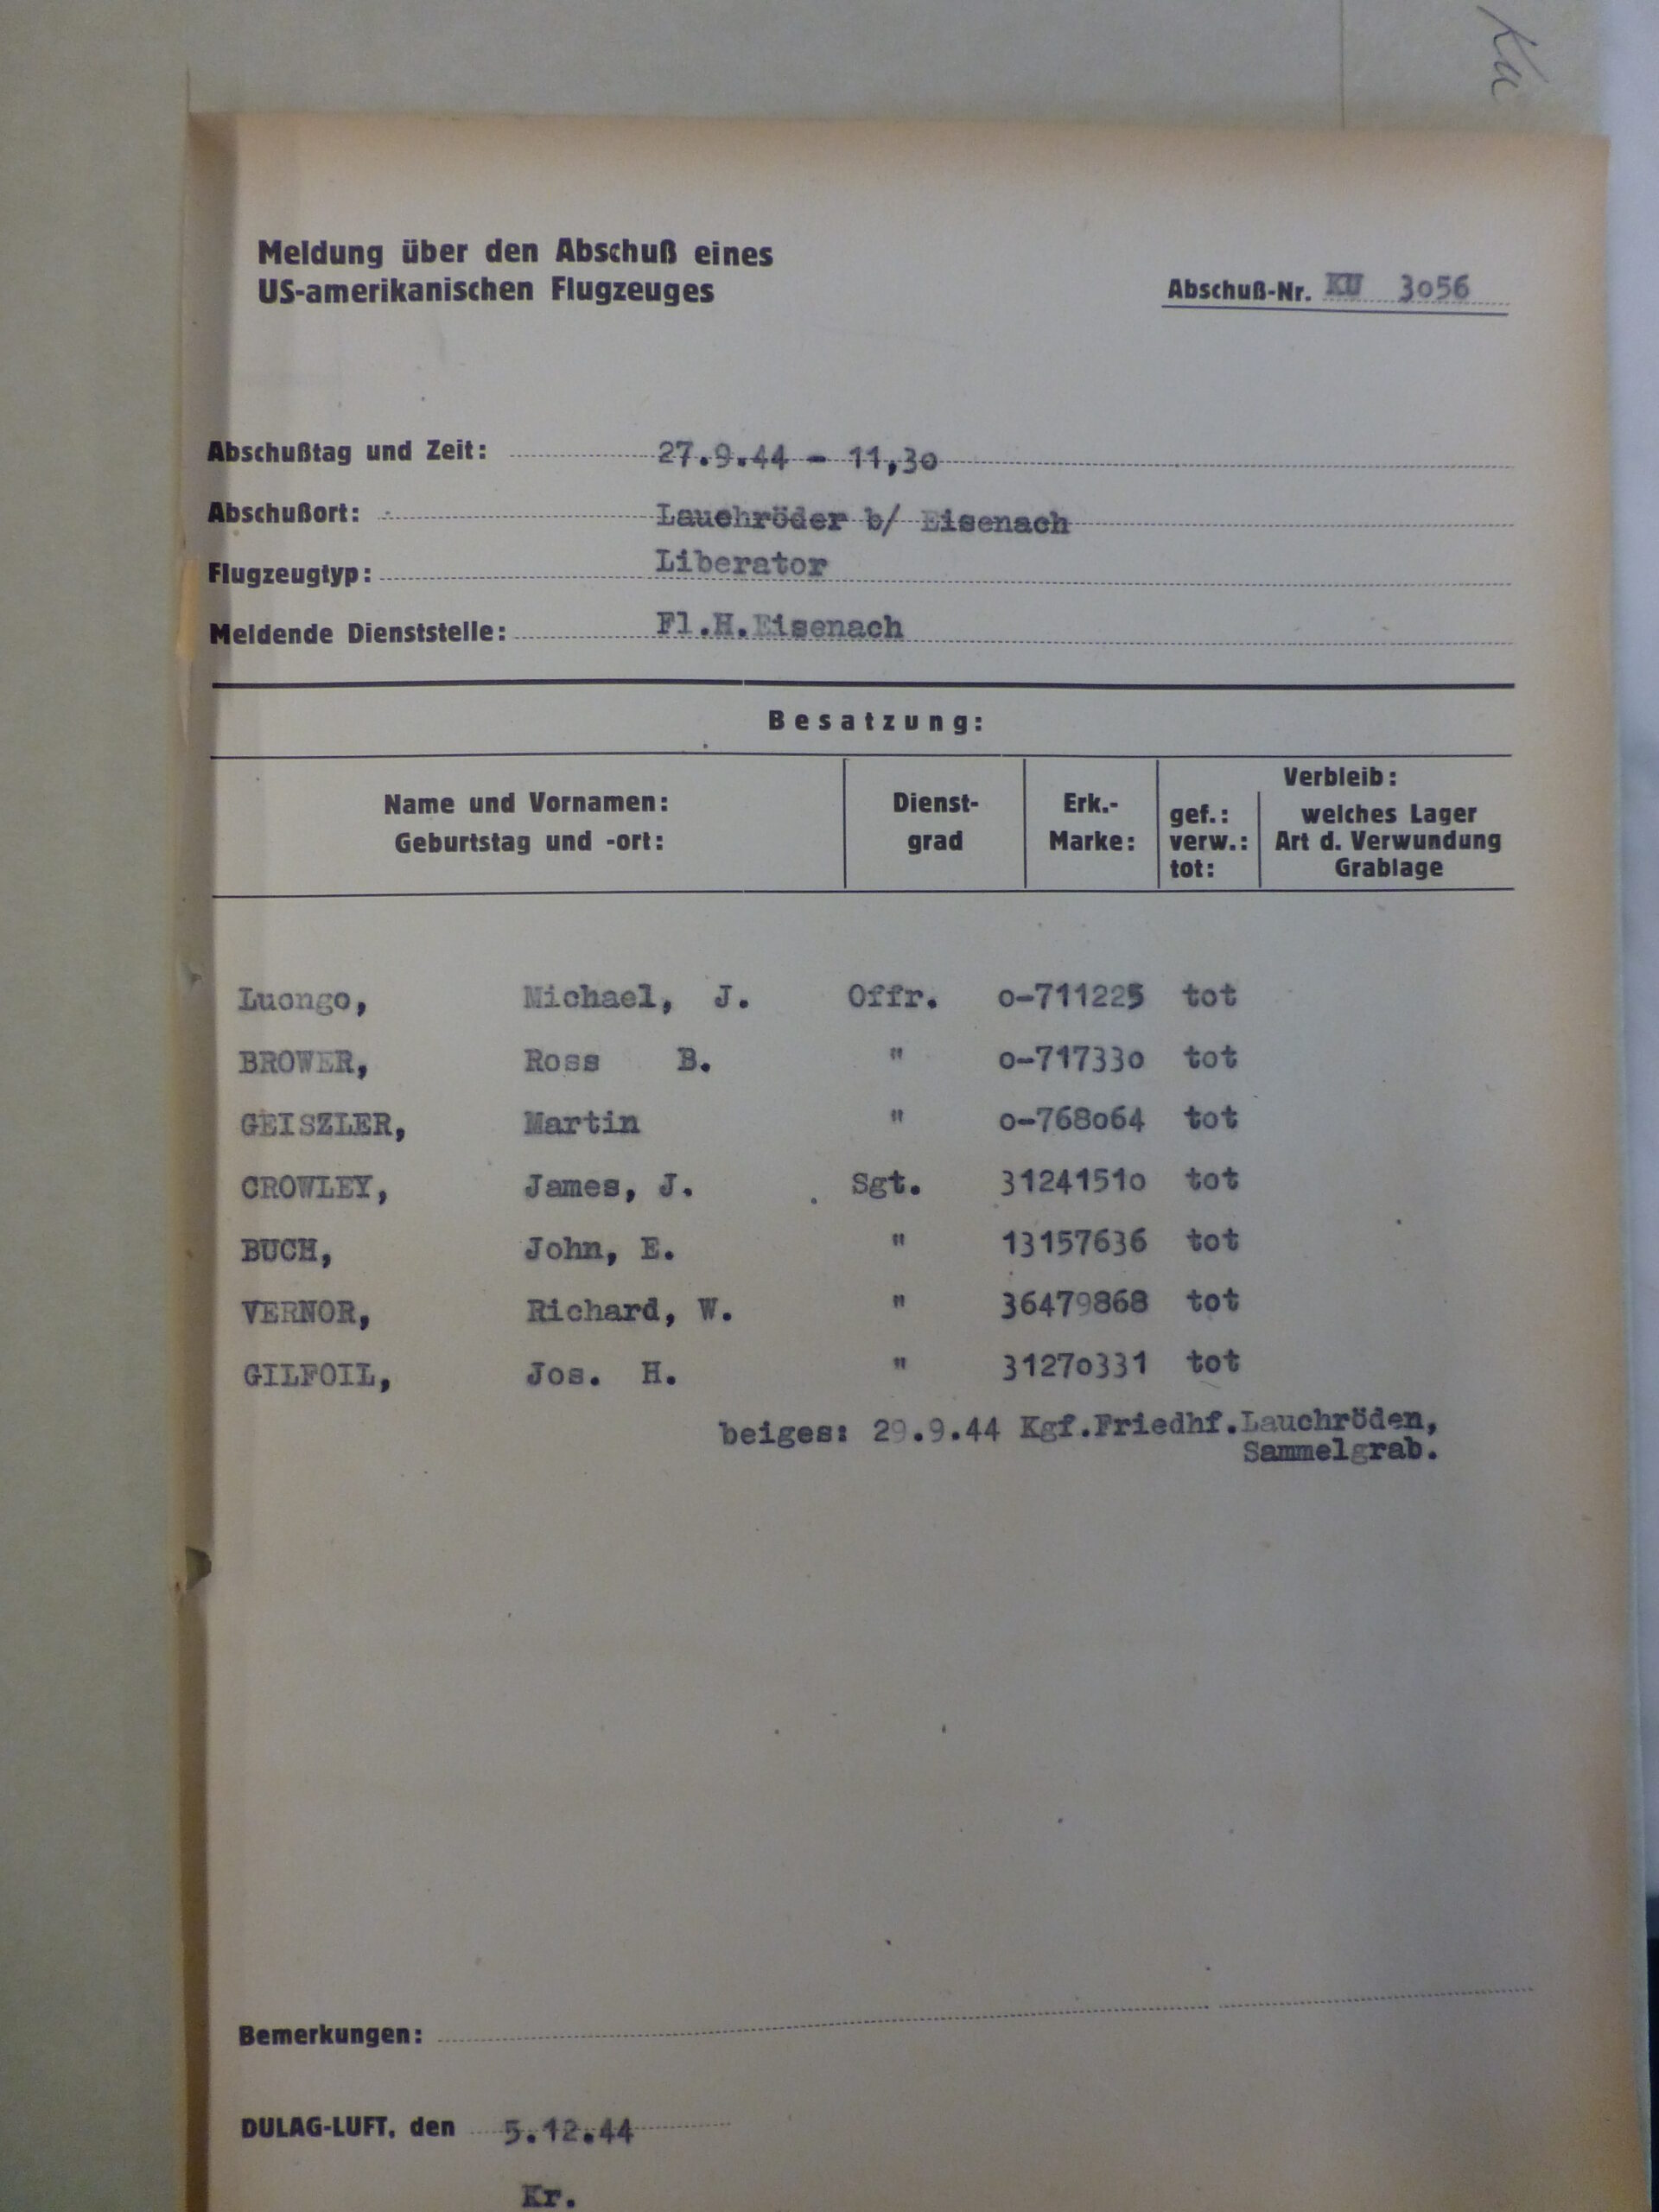 Ku
Meldung über den Abschuß eines
US-amerikanischen Flugzeuges
Abschuß-Nr. KU 3056
Abschußtag und Zeit: 27.9.44 - 11,30
Abschußort: Lauchröder b/ Eisenach
Flugzeugtyp: Liberator
Meldende Dienststelle: Fl.H.Eisenach
Besatzung:
Name und Vornamen:
Geburtstag und -ort:
Dienst-
grad
Erk.-
Marke:
Verbleib:
gef.:
verw.:
tot:
welches Lager
Art d. Verwundung
Grablage
Luongo, Michael, J. Offr. o-711225 tot
BROWER, Ross B. " o-71733o tot
GEISZLER, Martin " o-768o64 tot
CROWLEY, James, J. Sgt. 3124151o tot
BUCH, John, E. " 13157636 tot
VERNOR, Richard, W. " 36479868 tot
GILFOIL, Jos. H. " 3127o331 tot
beiges: 29.9.44 Kgf.Friedhf.Lauchröden,
Sammelgrab.
Bemerkungen:
DULAG-LUFT, den 5.12.44
Kr.